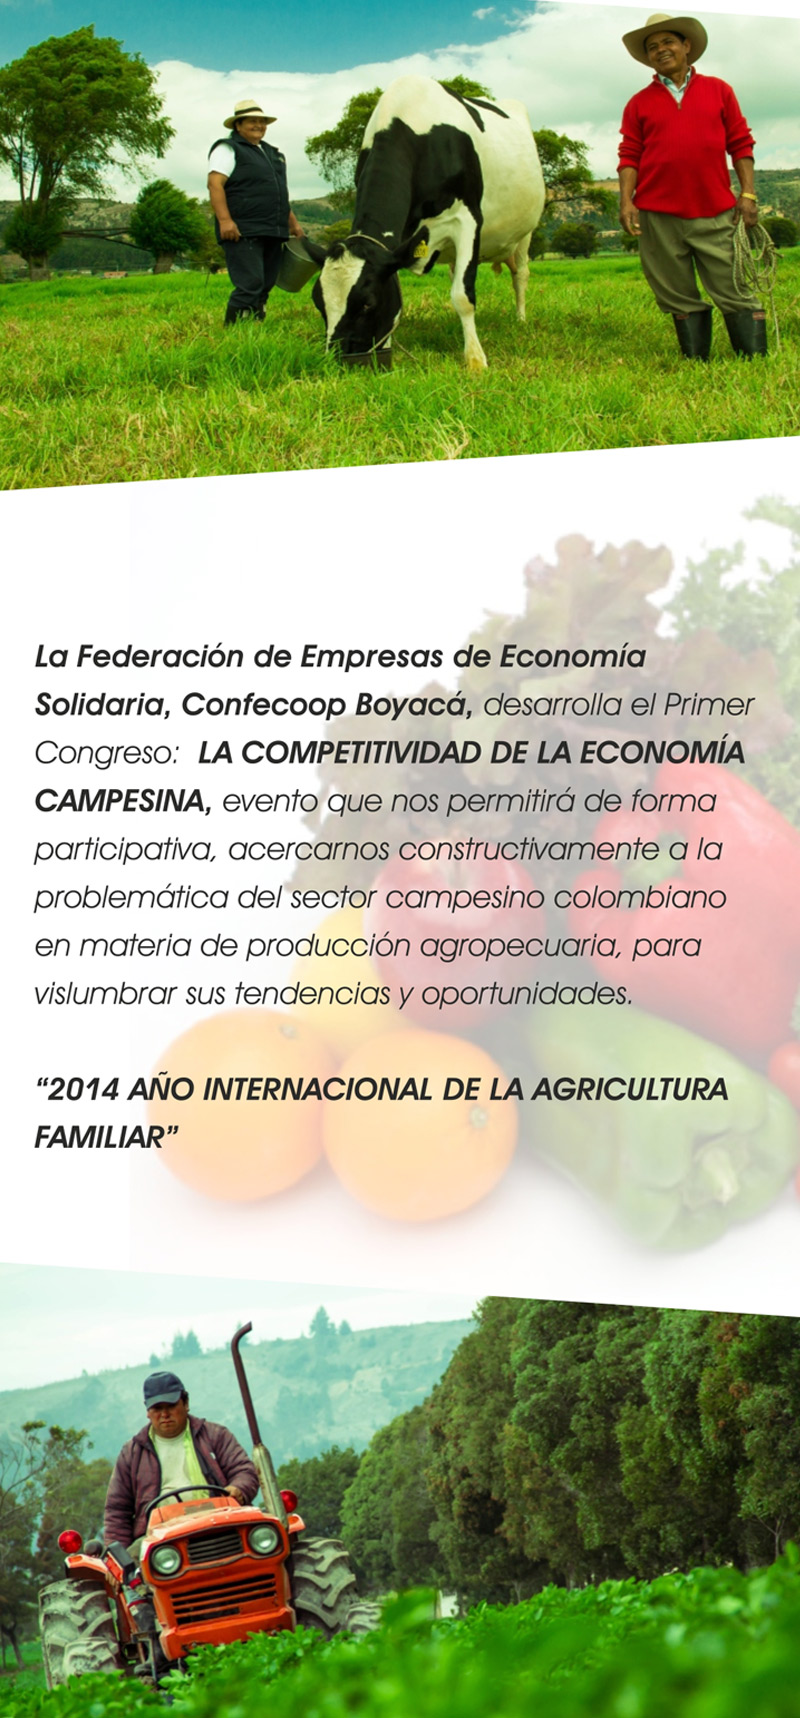 La Federación de Empresas de Economía
Solidaria, Confecoop Boyacá, desarrolla el Primer
Congreso: LA COMPETITIVIDAD DE LA ECONOMÍA
CAMPESINA, evento que nos permitirá de forma
participativa, acercarnos constructivamente a la
problemática del sector campesino colombiano
en materia de producción agropecuaria, para
vislumbrar sus tendencias y oportunidades.
“2014 AÑO INTERNACIONAL DE LA AGRICULTURA
FAMILIAR”